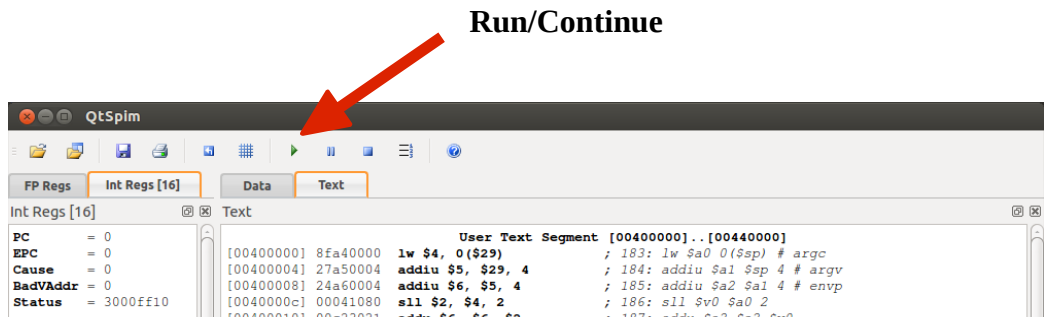 Run/Continue
QtSpim
FP Regs Int Regs [16] Data Text
Int Regs [16] Text
PC = 0 User Text Segment [00400000]..[00440000]
EPC = 0 [00400000] 8fa40000 lw $4, 0($29) ; 183: lw $a0 0($sp) # argc
Cause = 0 [00400004] 27a50004 addiu $5, $29, 4 ; 184: addiu $a1 $sp 4 # argv
BadVAddr = 0 [00400008] 24a60004 addiu $6, $5, 4 ; 185: addiu $a2 $a1 4 # envp
Status = 3000ff10 [0040000c] 00041080 sll $2, $4, 2 ; 186: sll $v0 $a0 2